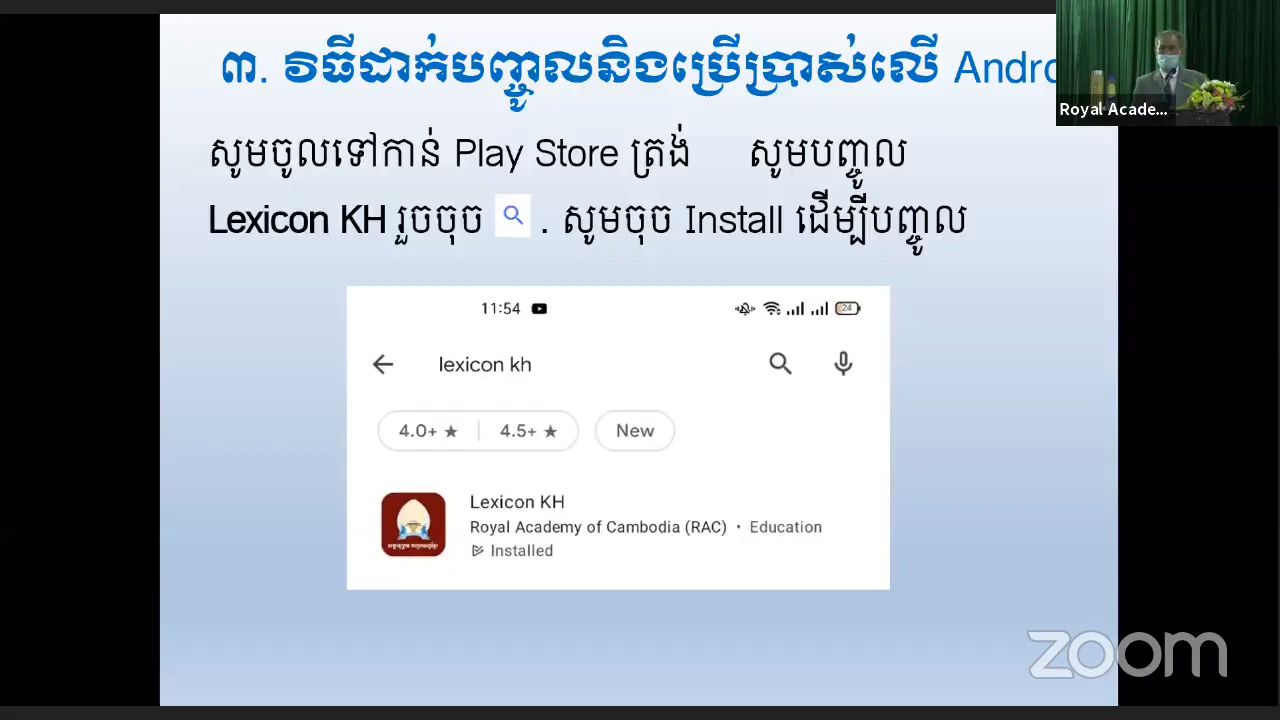 ៣. វិធីដាក់បញ្ចូលនិងប្រើប្រាស់លើ Andro
Royal Acade...
សូមចូលទៅកាន់ Play Store ត្រង់ សូមបញ្ចូល
Lexicon KH រួចចុច . សូមចុច Install ដើម្បីបញ្ចូល
11:54 24
lexicon kh
4.0+ ★ 4.5+ ★ New
Lexicon KH
Royal Academy of Cambodia (RAC) • Education
Installed
zoom